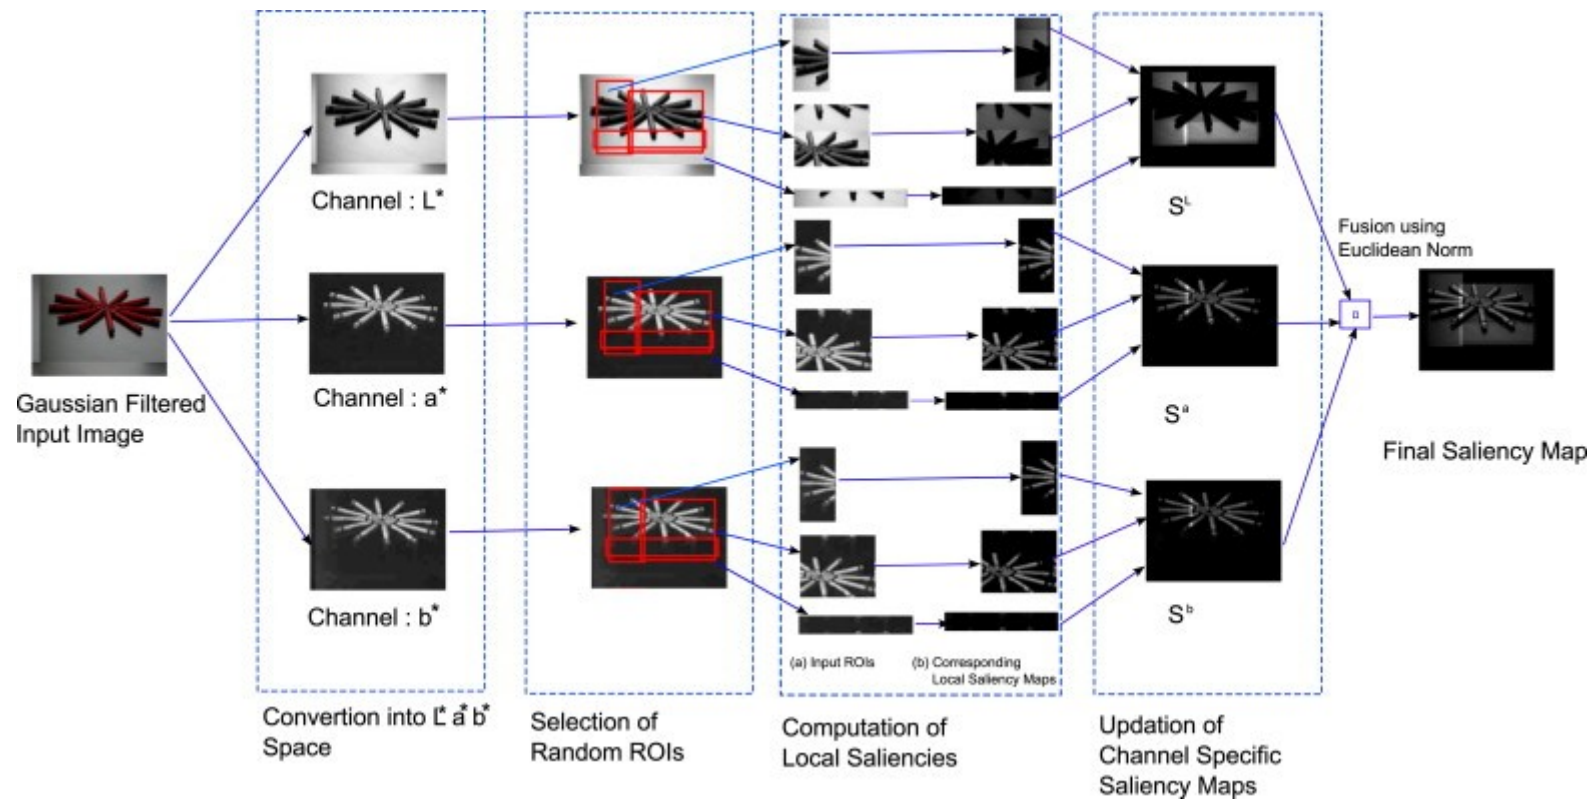 Channel : L*
Fusion using
Euclidean Norm
S^L
Gaussian Filtered
Input Image
Channel : a*
S^a
Final Saliency Map
Channel : b*
S^b
(a) Input ROIs
(b) Corresponding
Local Saliency Maps
Convertion into L* a* b*
Space
Selection of
Random ROIs
Computation of
Local Saliencies
Updation of
Channel Specific
Saliency Maps